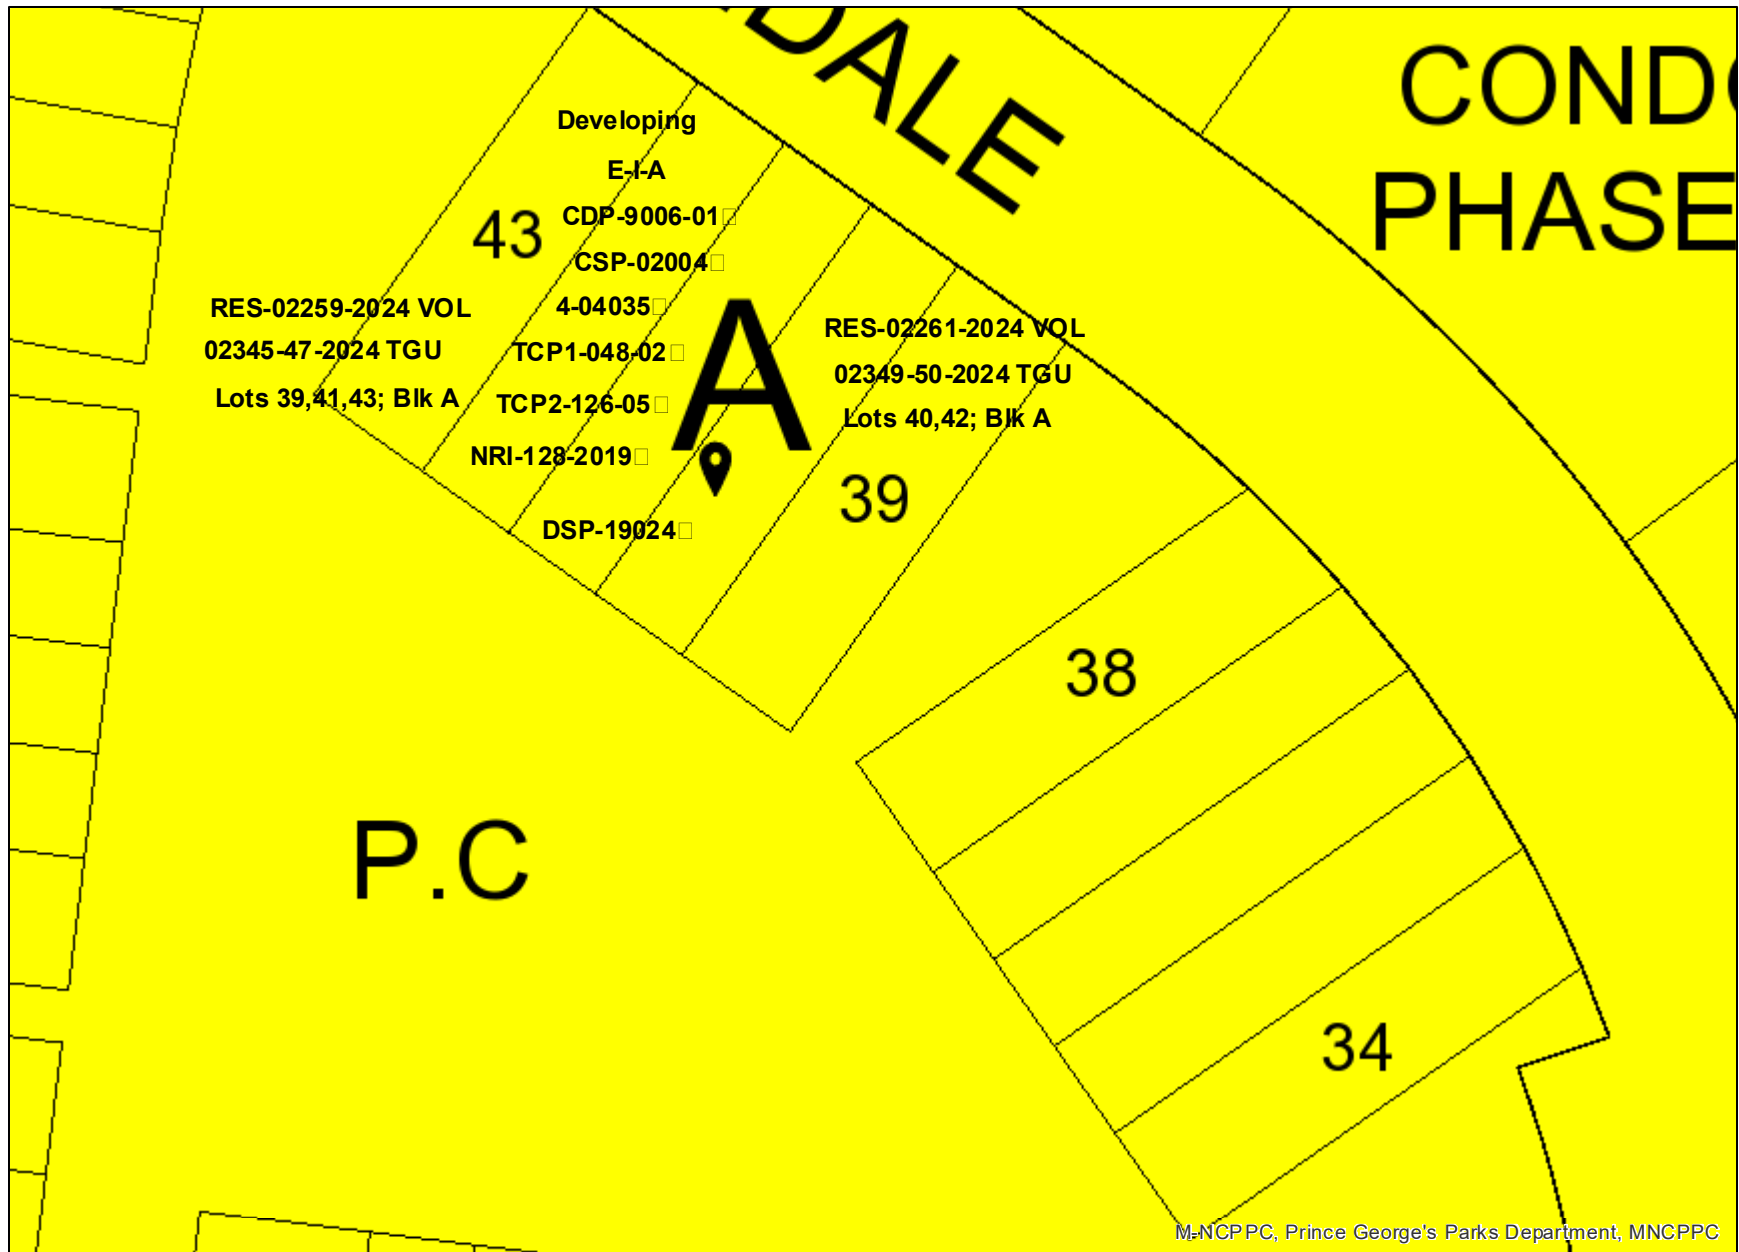 DALE
COND
PHASE
Developing
E-I-A
43
CDP-9006-01
CSP-02004
4-04035
TCP1-048-02
TCP2-126-05
NRI-128-2019
DSP-19024
RES-02259-2024 VOL
02345-47-2024 TGU
Lots 39,41,43; Blk A
A
RES-02261-2024 VOL
02349-50-2024 TGU
Lots 40,42; Blk A
39
38
P.C
34
M-NCPPC, Prince George's Parks Department, MNCPPC